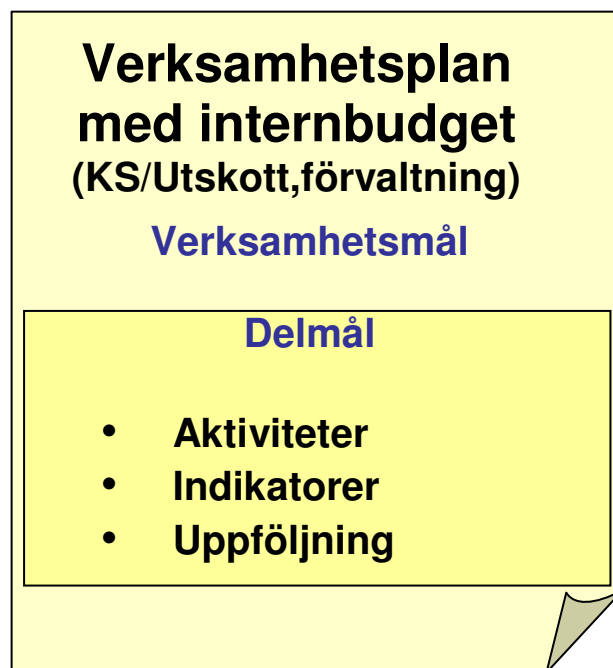 Verksamhetsplan
med internbudget
(KS/Utskott,förvaltning)
Verksamhetsmål
Delmål
• Aktiviteter
• Indikatorer
• Uppföljning